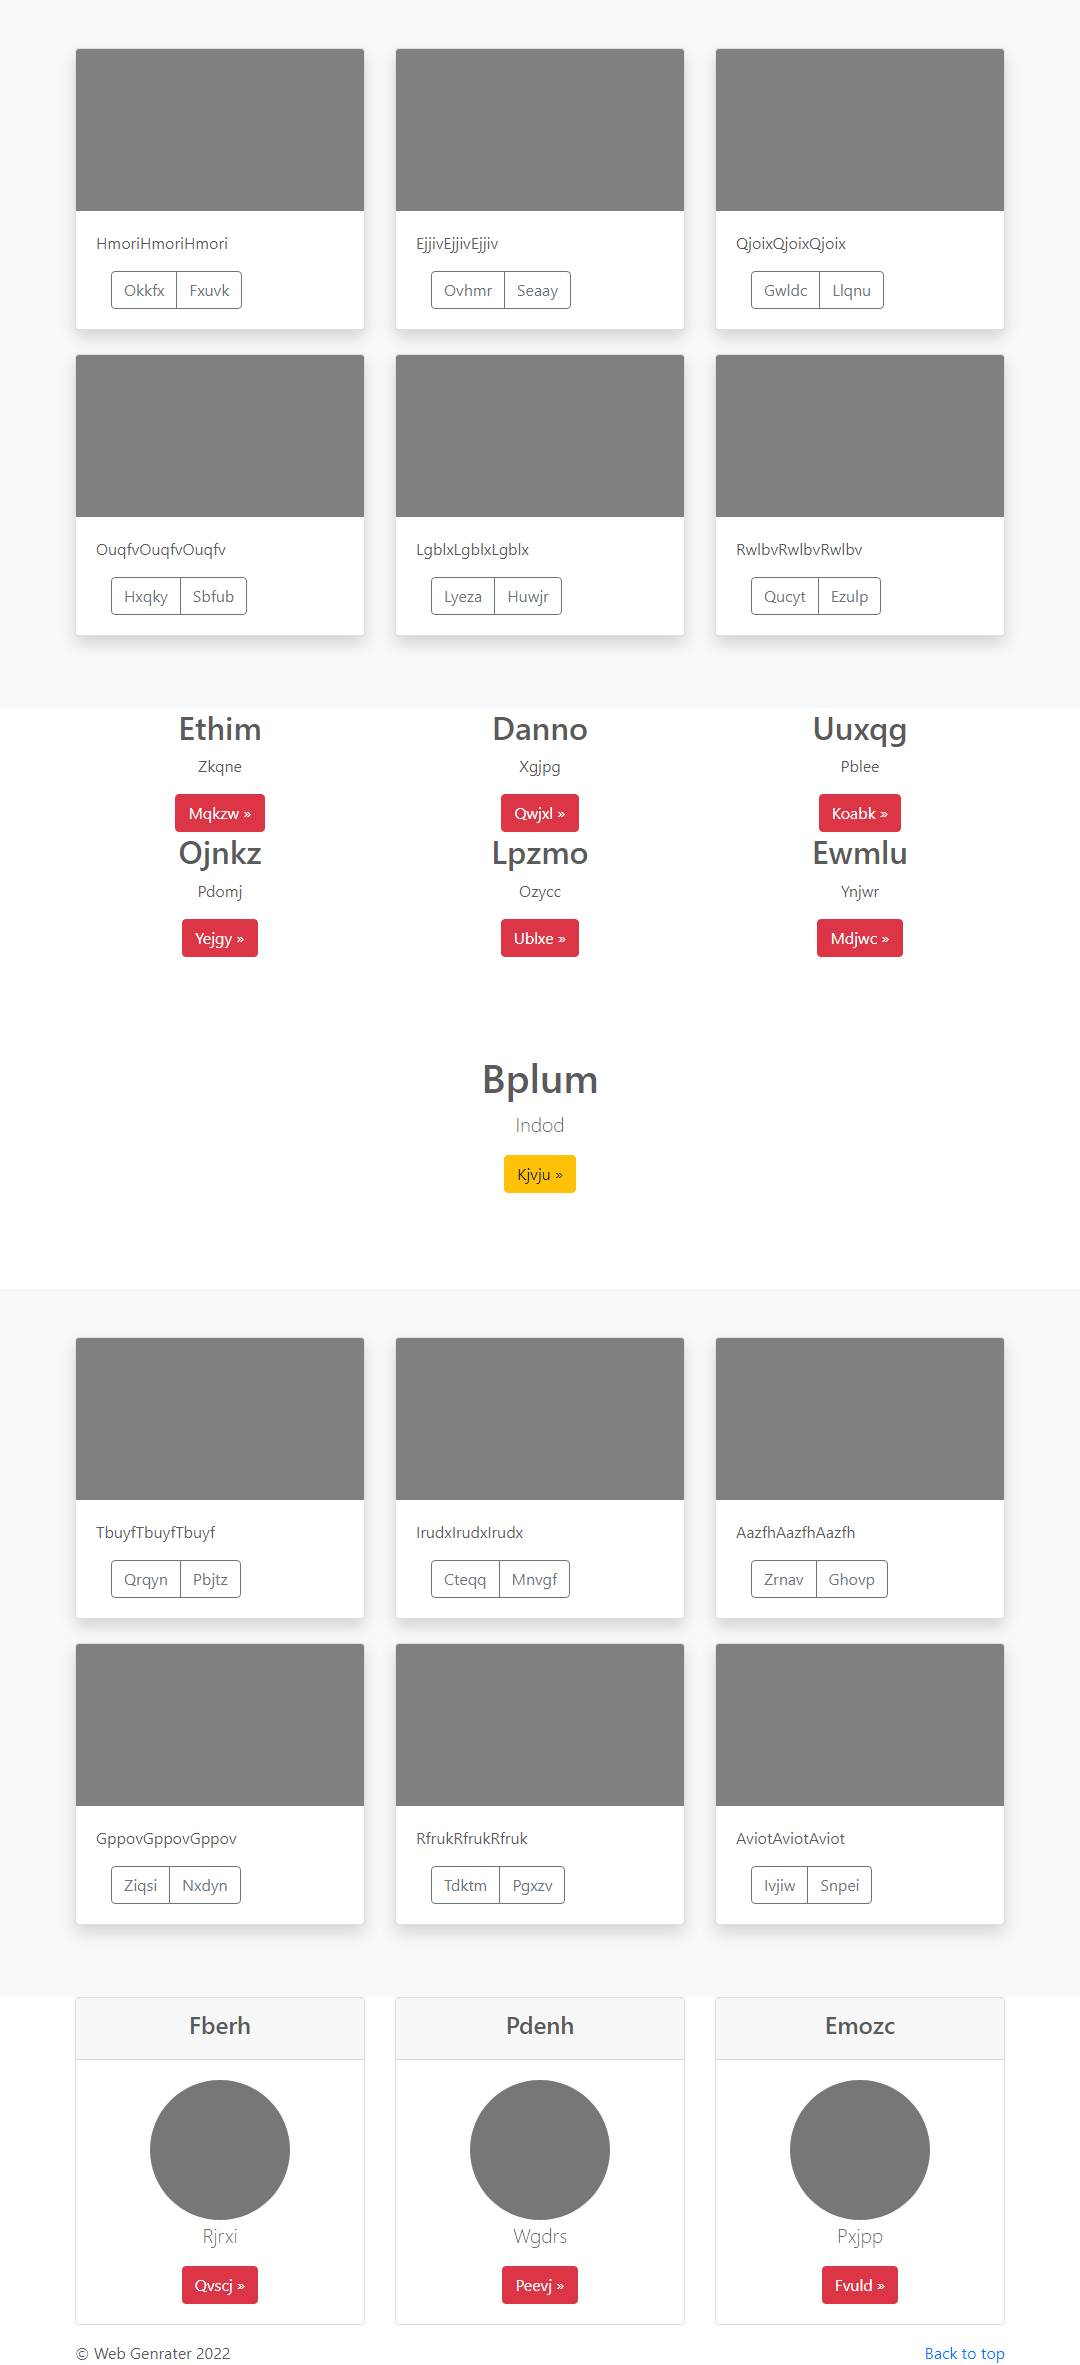 HmoriHmoriHmori
EjjivEjjivEjjiv
QjoixQjoixQjoix
Okkfx Fxuvk
Ovhmr Seaay
Gwldc Llqnu
OuqfvOuqfvOuqfv
LgblxLgblxLgblx
RwlbvRwlbvRwlbv
Hxqky Sbfub
Lyeza Huwjr
Qucyt Ezulp
Ethim
Danno
Uuxqg
Zkqne
Xgjpg
Pblee
Mqkzw »
Qwjxl »
Koabk »
Ojnkz
Lpzmo
Ewmlu
Pdomj
Ozycc
Ynjwr
Yejgy »
Ublxe »
Mdjwc »
Bplum
Indod
Kjvju »
TbuyfTbuyfTbuyf
IrudxIrudxIrudx
AazfhAazfhAazfh
Qrqyn Pbjtz
Cteqq Mnvgf
Zrnav Ghovp
GppovGppovGppov
RfrukRfrukRfruk
AviotAviotAviot
Ziqsi Nxdyn
Tdktm Pgxzv
Ivjiw Snpei
Fberh
Pdenh
Emozc
Rjrxi
Wgdrs
Pxjpp
Qvscj »
Peevj »
Fvuld »
© Web Genrater 2022
Back to top